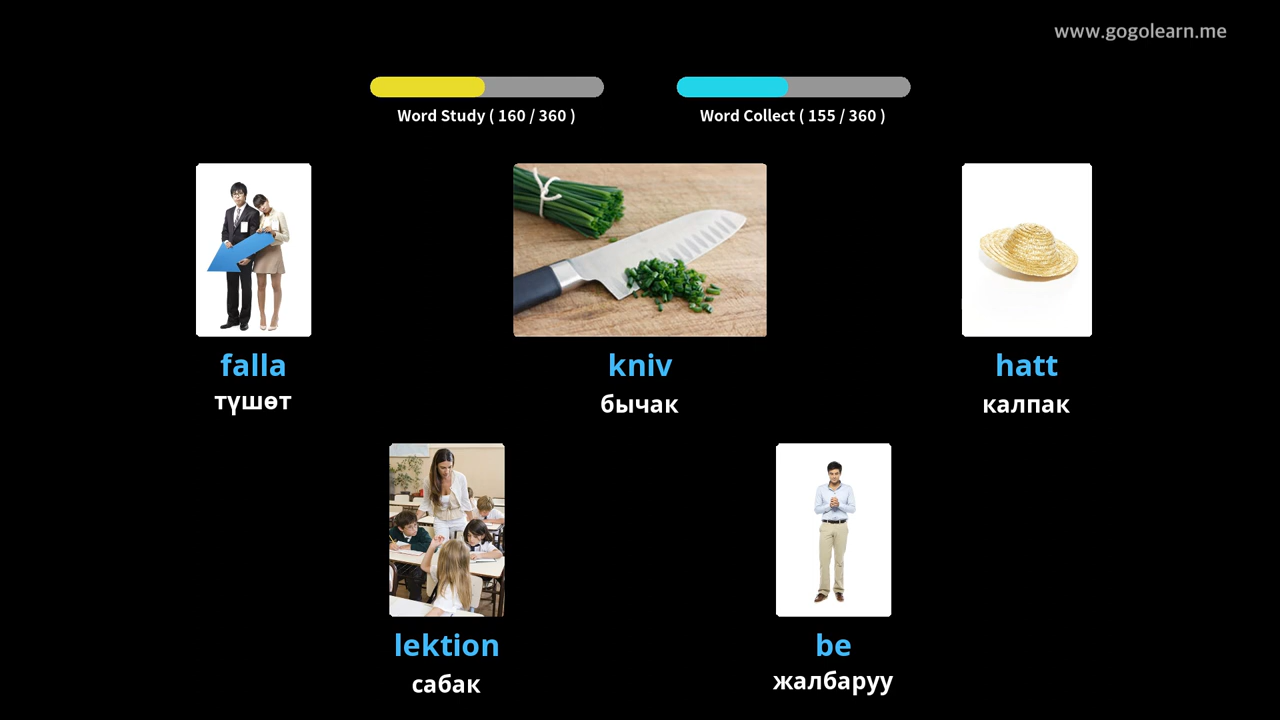 www.gogolearn.me
Word Study ( 160 / 360 )
Word Collect ( 155 / 360 )
falla
түшөт
kniv
бычак
hatt
калпак
lektion
сабак
be
жалбаруу